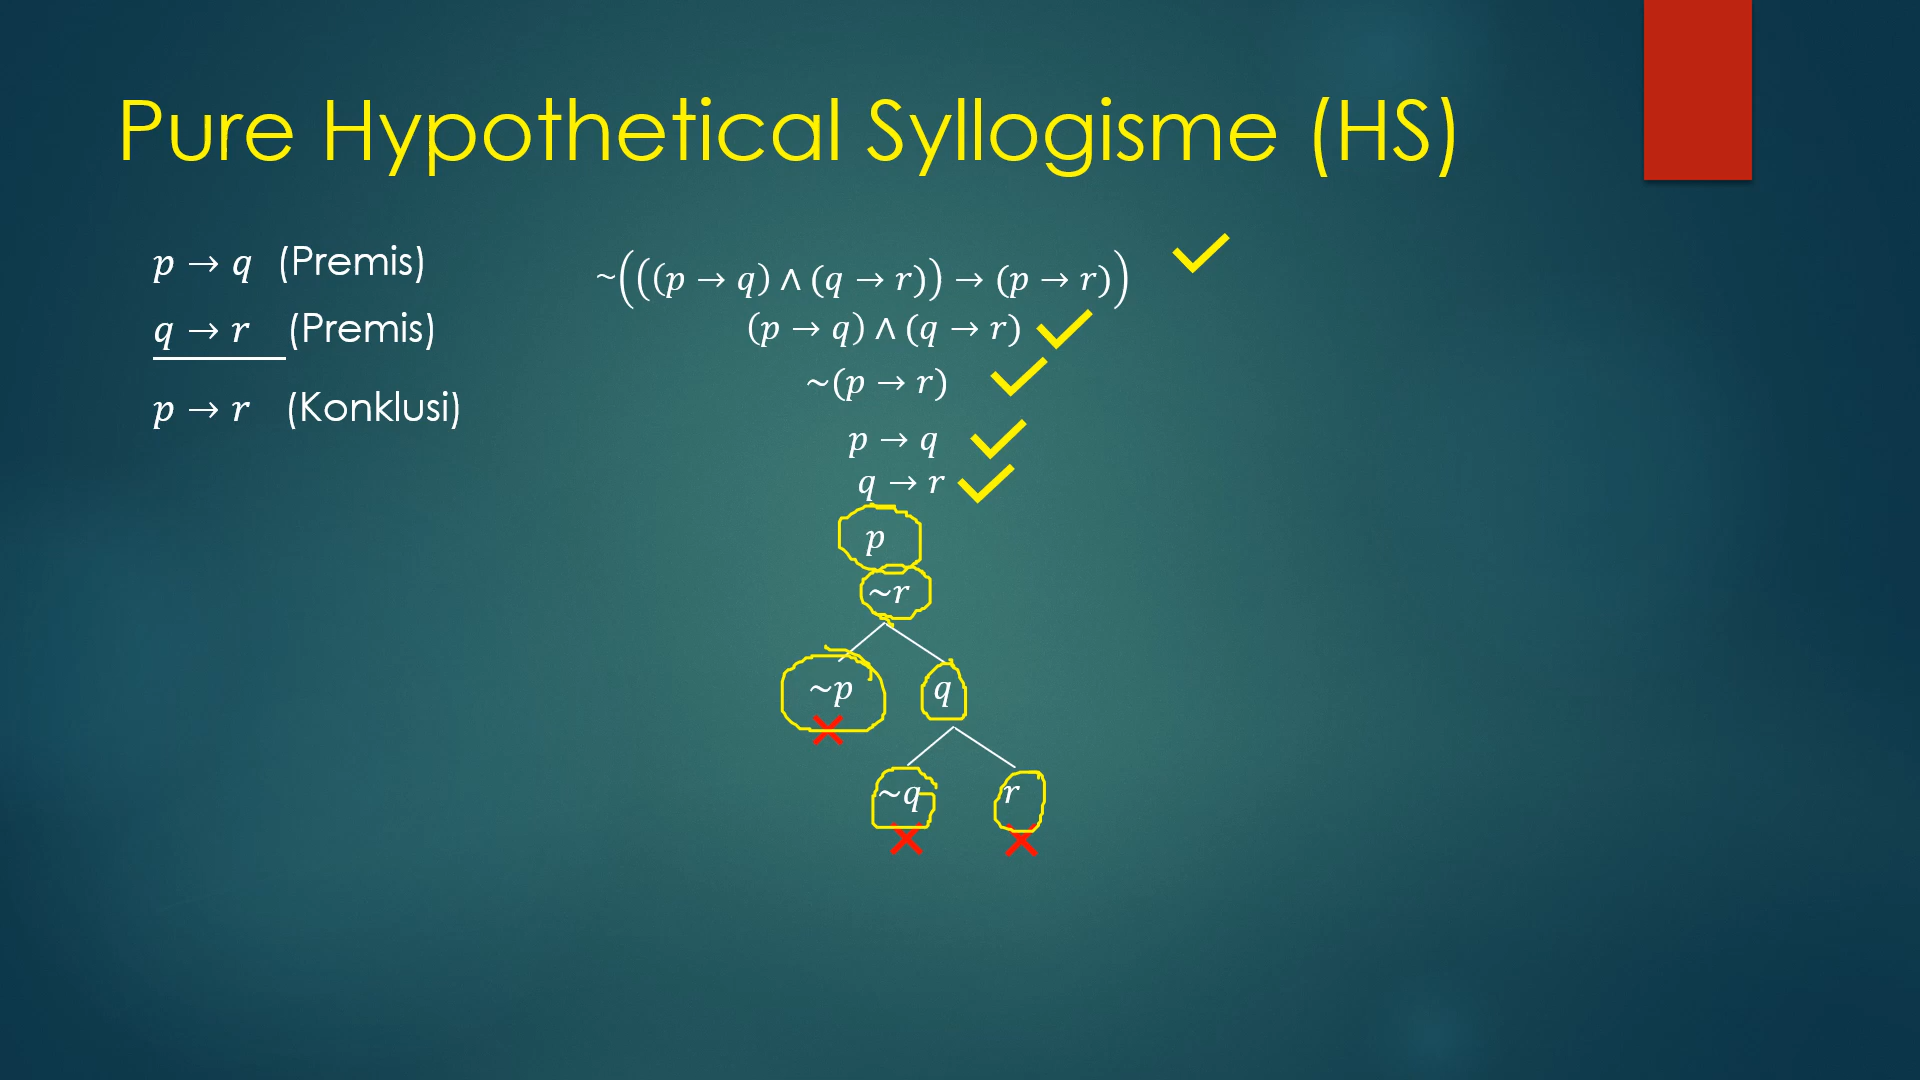 Pure Hypothetical Syllogisme (HS)
p → q (Premis)
q → r (Premis)
p → r (Konklusi)
~(((p → q) ∧ (q → r)) → (p → r))
(p → q) ∧ (q → r)
~(p → r)
p → q
q → r
p
~r
~p q
~q r